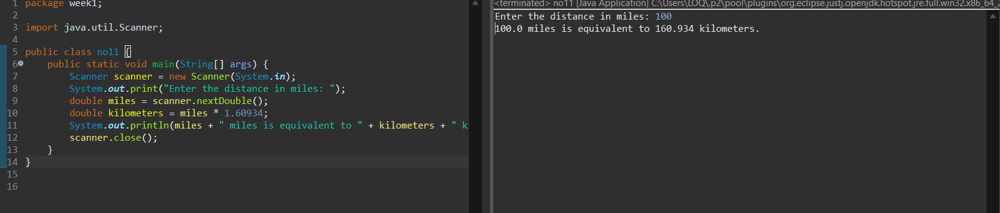 1 package week1;
2
3 import java.util.Scanner;
4
5 public class no11 {
6     public static void main(String[] args) {
7         Scanner scanner = new Scanner(System.in);
8         System.out.print("Enter the distance in miles: ");
9         double miles = scanner.nextDouble();
10         double kilometers = miles * 1.60934;
11         System.out.println(miles + " miles is equivalent to " + kilometers + " k
12         scanner.close();
13     }
14 }
15
16
<terminated> no11 [Java Application] C:\Users\LOQ\.p2\pool\plugins\org.eclipse.justj.openjdk.hotspot.jre.full.win32.x86_64_
Enter the distance in miles: 100
100.0 miles is equivalent to 160.934 kilometers.